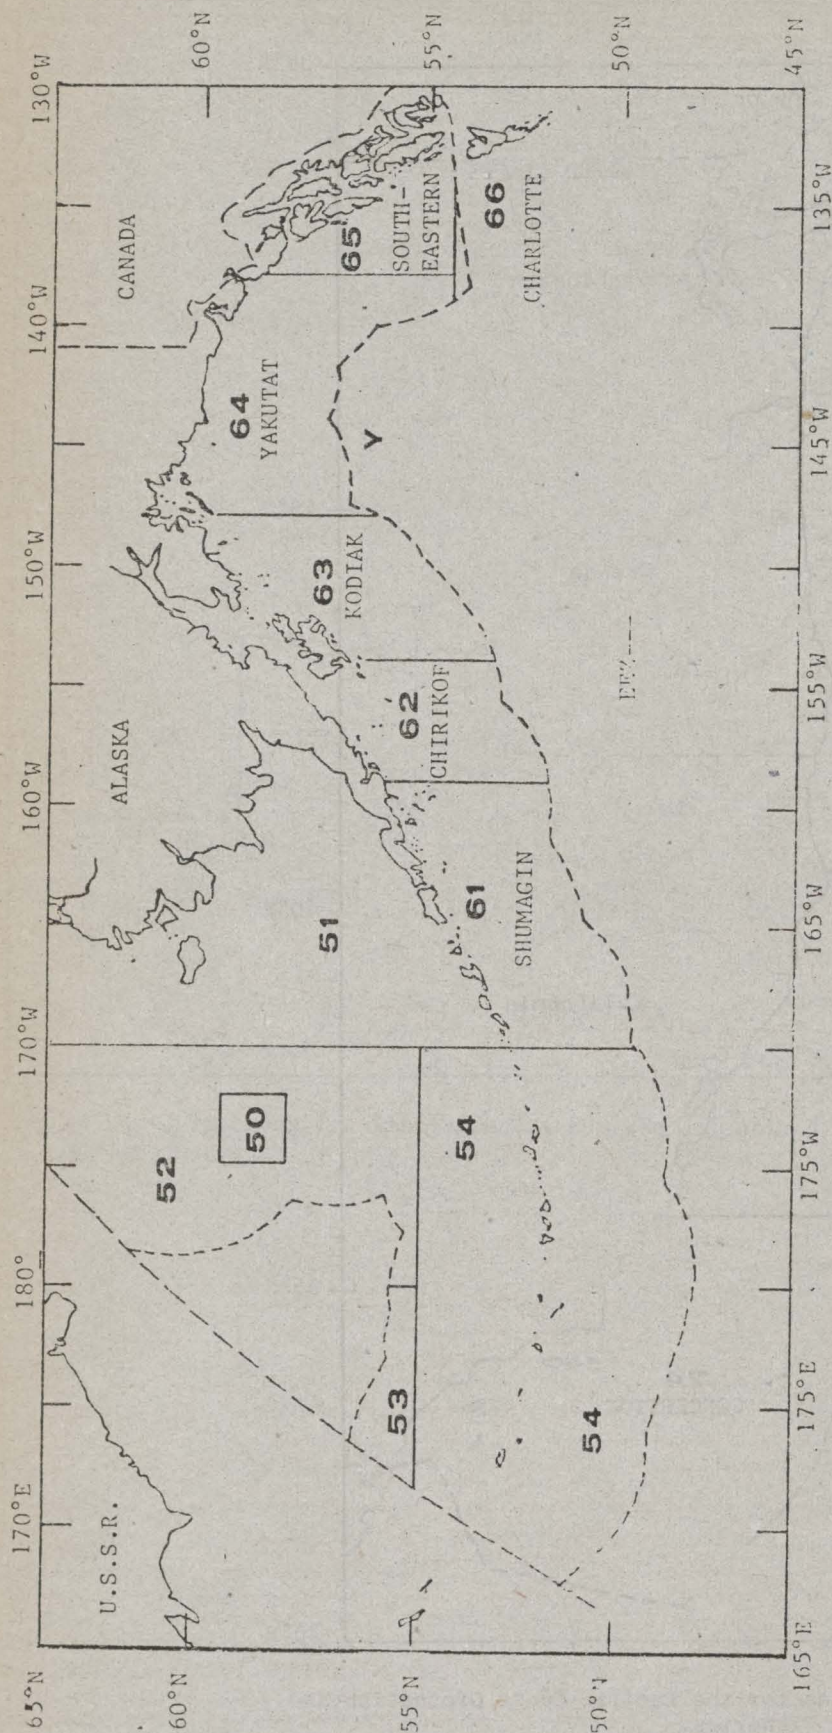 170°E
180°
170°W
160°W
150°W
140°W
130°W
65°N
60°N
55°N
50°N
60°N
55°N
50°N
45°N
165°E
175°E
175°W
165°W
155°W
145°W
135°W
U.S.S.R.
ALASKA
CANADA
52
50
53
54
54
51
61
SHUMAGIN
62
CHIRIKOF
63
KODIAK
64
YAKUTAT
Y
65
SOUTH-
EASTERN
66
CHARLOTTE
EEZ---